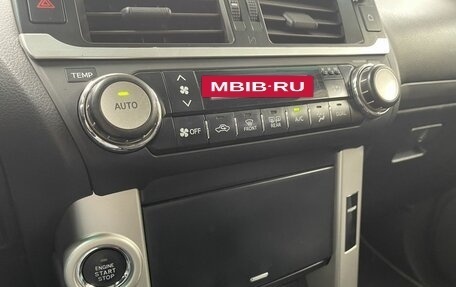 TEMP
MBIB-RU
AUTO
OFF
FRONT
REAR
A/C
DUAL
ENGINE
START
STOP